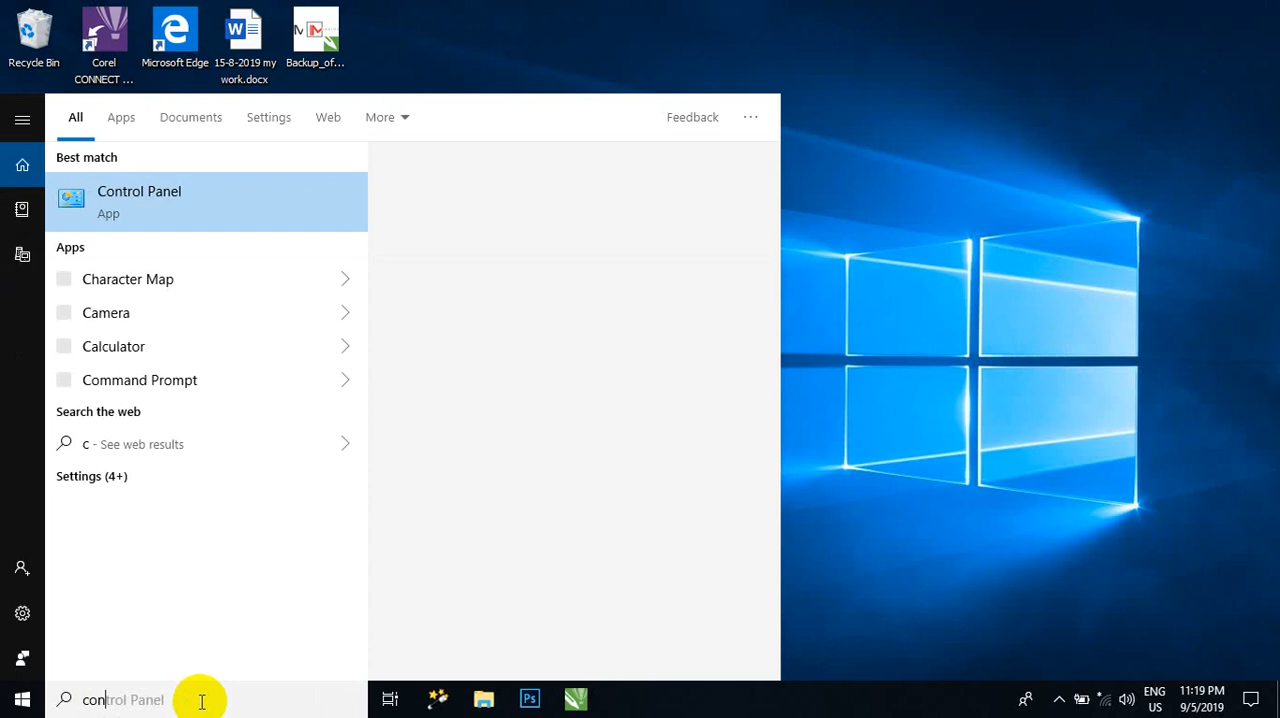 Recycle Bin
Corel
CONNECT ...
Microsoft Edge
15-8-2019 my
work.docx
Backup_of...
All
Apps
Documents
Settings
Web
More
Feedback
Best match
Control Panel
App
Apps
Character Map
Camera
Calculator
Command Prompt
Search the web
c - See web results
Settings (4+)
control Panel
Ps
ENG
US
11:19 PM
9/5/2019